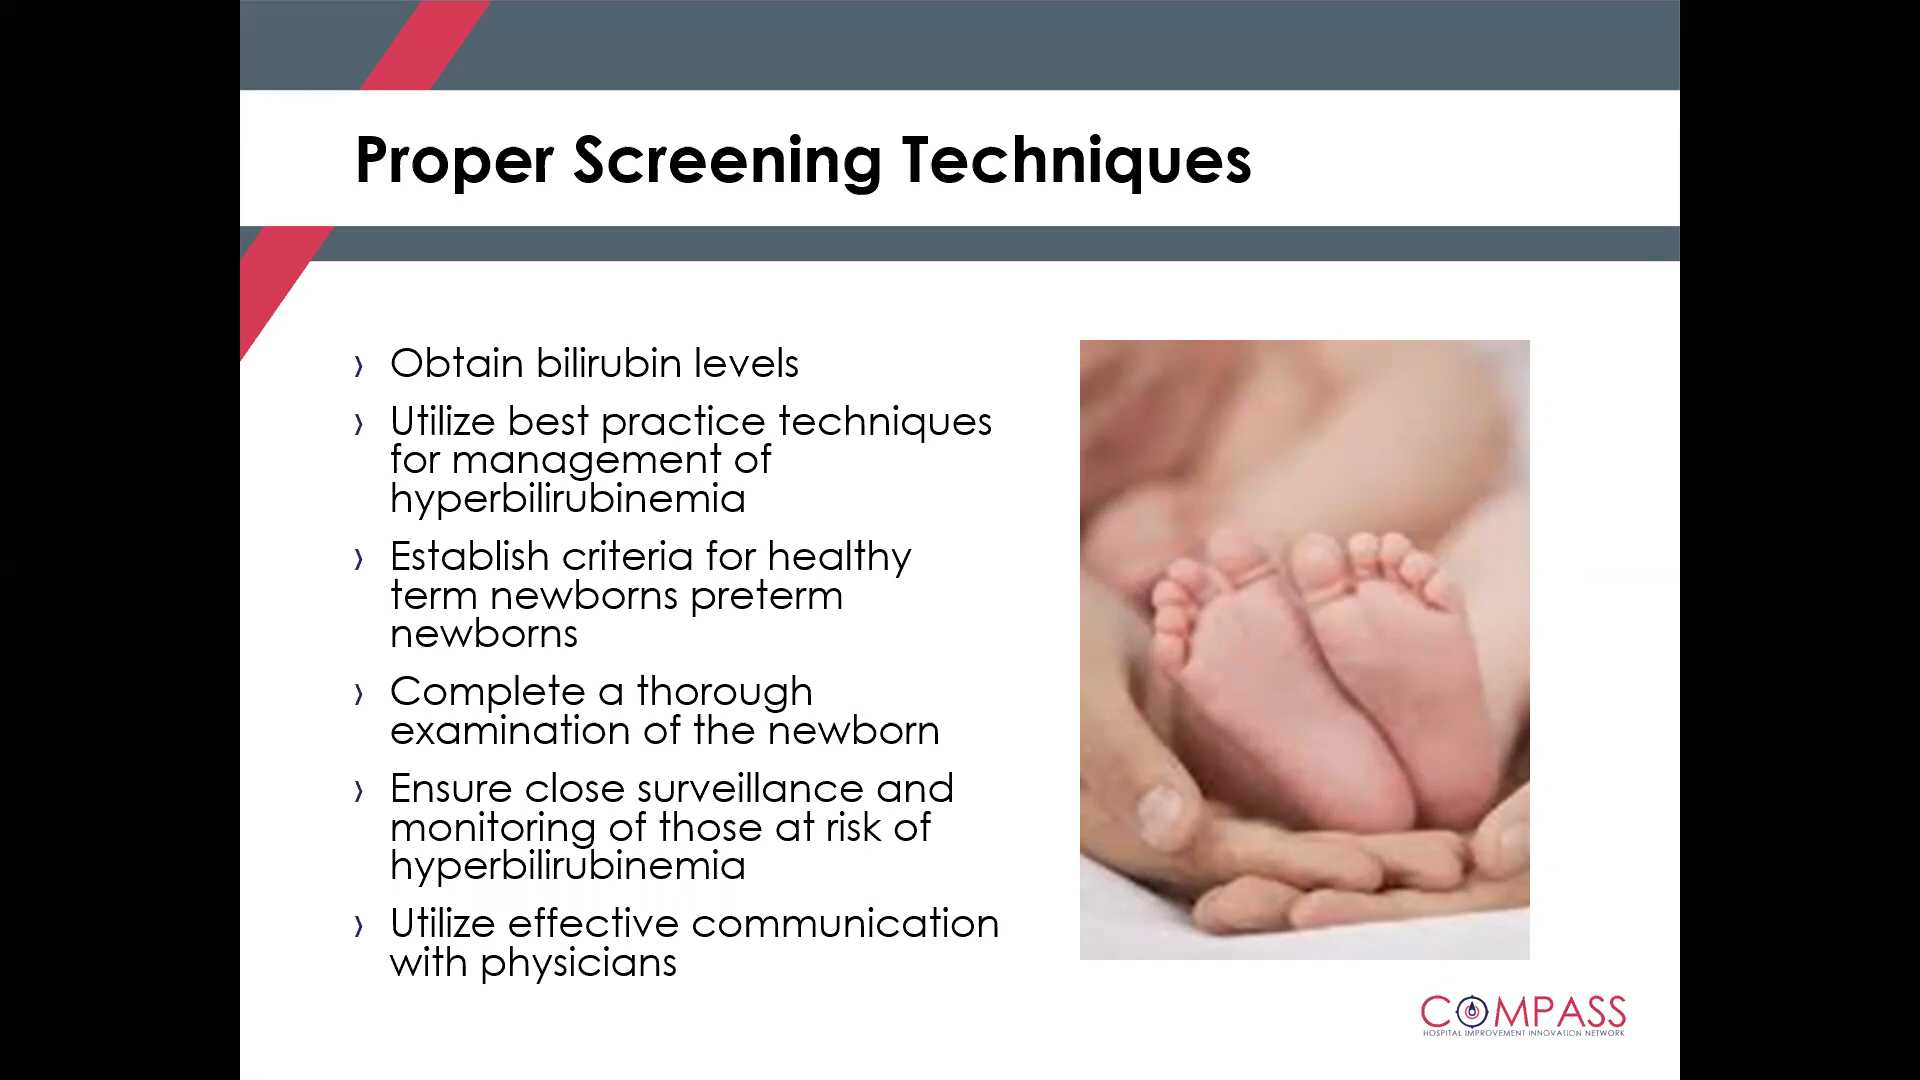 Proper Screening Techniques
› Obtain bilirubin levels
› Utilize best practice techniques
for management of
hyperbilirubinemia
› Establish criteria for healthy
term newborns preterm
newborns
› Complete a thorough
examination of the newborn
› Ensure close surveillance and
monitoring of those at risk of
hyperbilirubinemia
› Utilize effective communication
with physicians
COMPASS
HOSPITAL IMPROVEMENT INNOVATION NETWORK